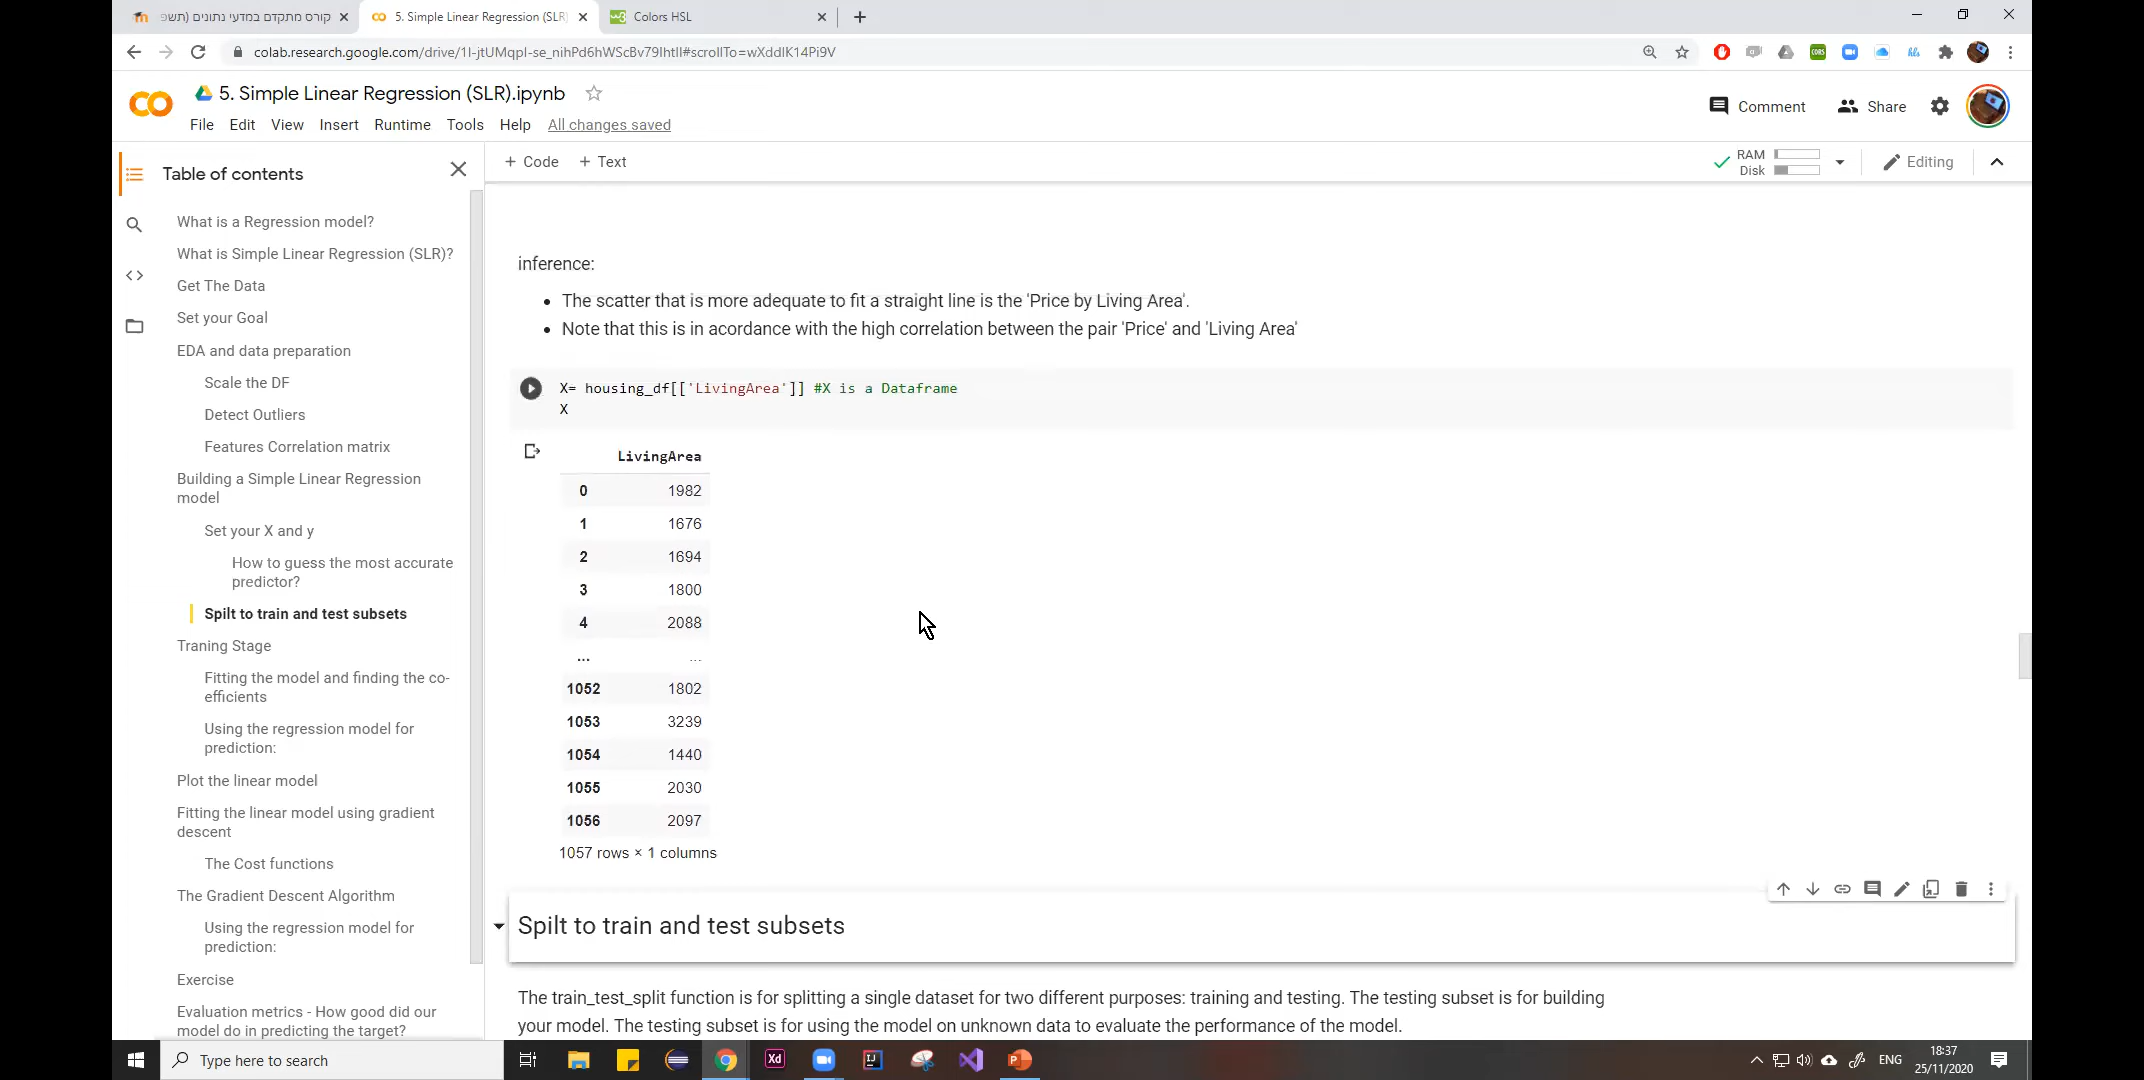 קורס מתקדם במדעי נתונים (תשפ
5. Simple Linear Regression (SLR
Colors HSL
colab.research.google.com/drive/1I-jtUMqpI-se_nihPd6hWScBv79IhtlI#scrollTo=wXddIK14Pi9V
5. Simple Linear Regression (SLR).ipynb
Comment
Share
File Edit View Insert Runtime Tools Help All changes saved
Table of contents
+ Code + Text
RAM
Disk
Editing
What is a Regression model?
What is Simple Linear Regression (SLR)?
Get The Data
Set your Goal
EDA and data preparation
Scale the DF
Detect Outliers
Features Correlation matrix
Building a Simple Linear Regression
model
Set your X and y
How to guess the most accurate
predictor?
Spilt to train and test subsets
Traning Stage
Fitting the model and finding the co-
efficients
Using the regression model for
prediction:
Plot the linear model
Fitting the linear model using gradient
descent
The Cost functions
The Gradient Descent Algorithm
Using the regression model for
prediction:
Exercise
Evaluation metrics - How good did our
model do in predicting the target?
inference:
• The scatter that is more adequate to fit a straight line is the 'Price by Living Area'.
• Note that this is in acordance with the high correlation between the pair 'Price' and 'Living Area'
X= housing_df[['LivingArea']] #X is a Dataframe
X
LivingArea
0 1982
1 1676
2 1694
3 1800
4 2088
... ...
1052 1802
1053 3239
1054 1440
1055 2030
1056 2097
1057 rows × 1 columns
Spilt to train and test subsets
The train_test_split function is for splitting a single dataset for two different purposes: training and testing. The testing subset is for building
your model. The testing subset is for using the model on unknown data to evaluate the performance of the model.
Type here to search
Xd
IJ
ENG
18:37
25/11/2020